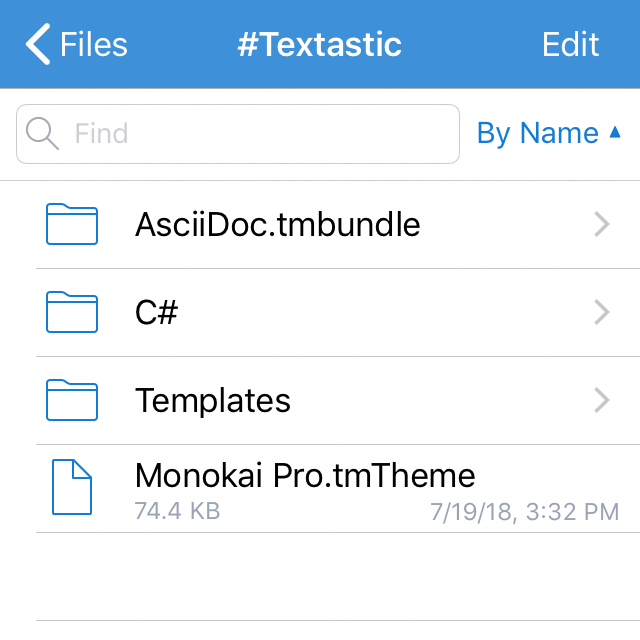 Files
#Textastic
Edit
Find
By Name ▲
AsciiDoc.tmbundle
C#
Templates
Monokai Pro.tmTheme
74.4 KB
7/19/18, 3:32 PM